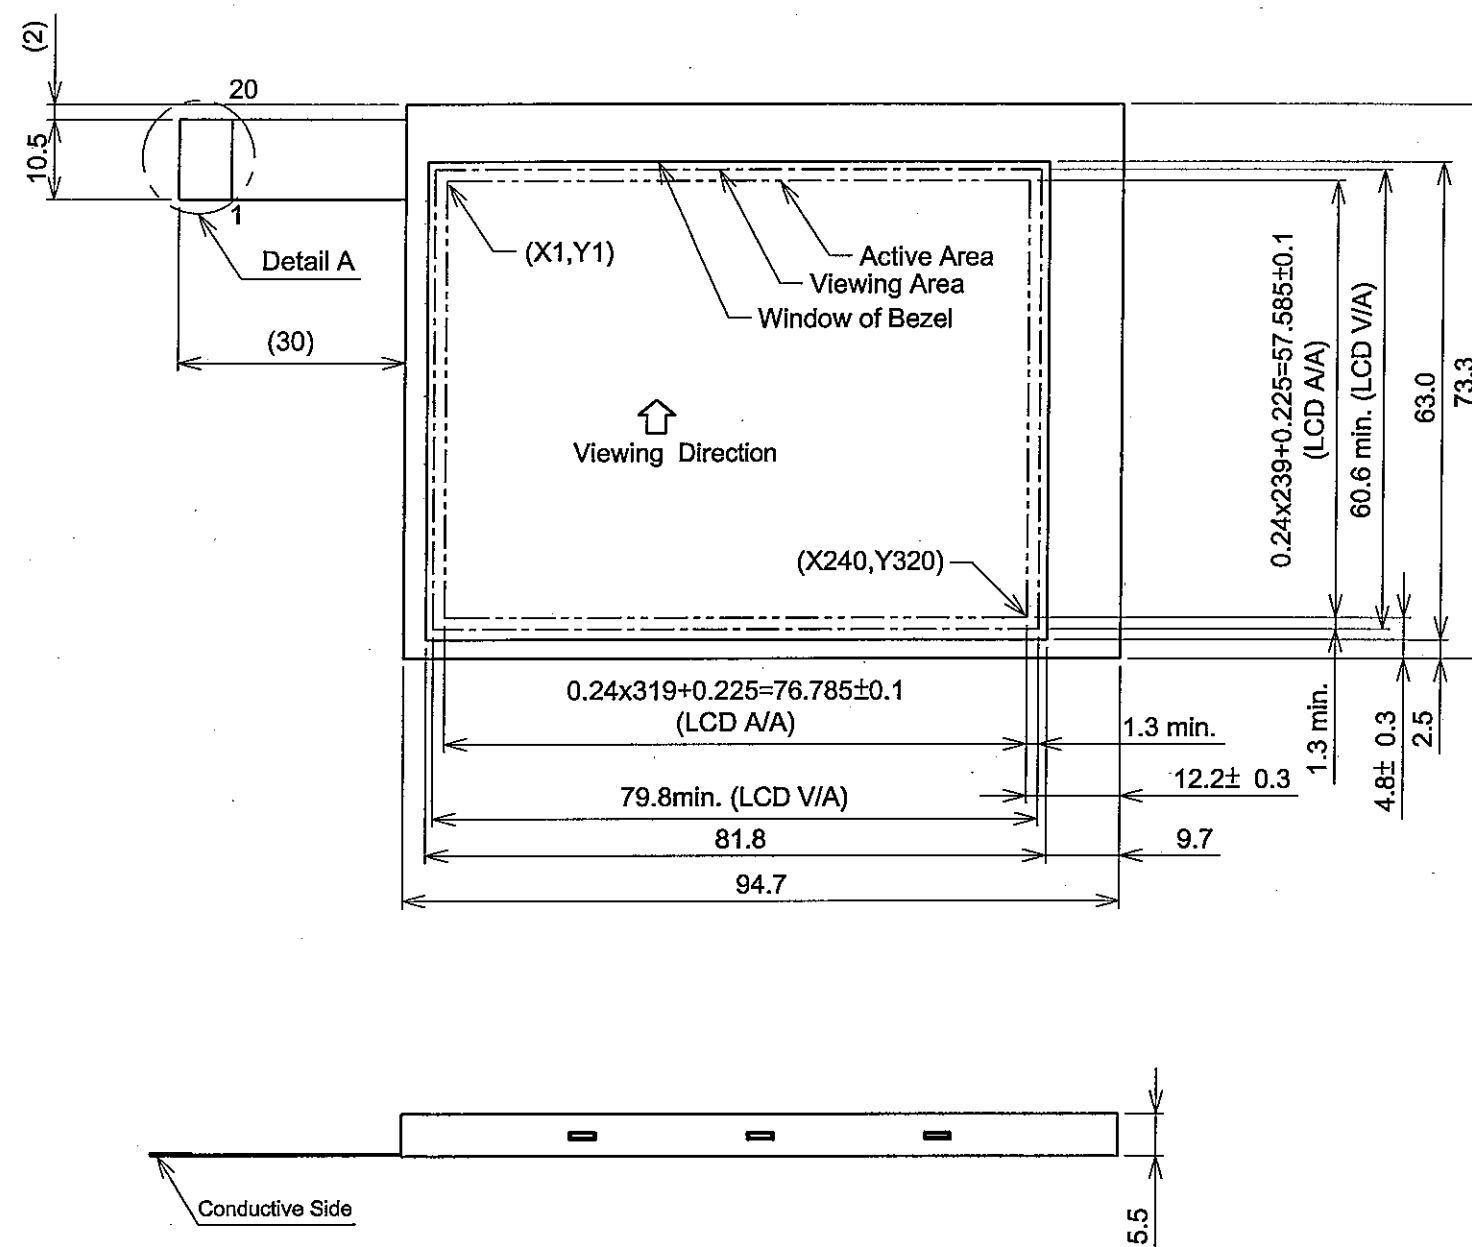 (2)
20
10.5
1
Detail A
(X1,Y1)
Active Area
Viewing Area
Window of Bezel
(30)
Viewing Direction
(X240,Y320)
0.24x239+0.225=57.585±0.1
(LCD A/A)
60.6 min. (LCD V/A)
63.0
73.3
0.24x319+0.225=76.785±0.1
(LCD A/A)
1.3 min.
1.3 min.
4.8± 0.3
2.5
12.2± 0.3
79.8min. (LCD V/A)
81.8
9.7
94.7
Conductive Side
5.5